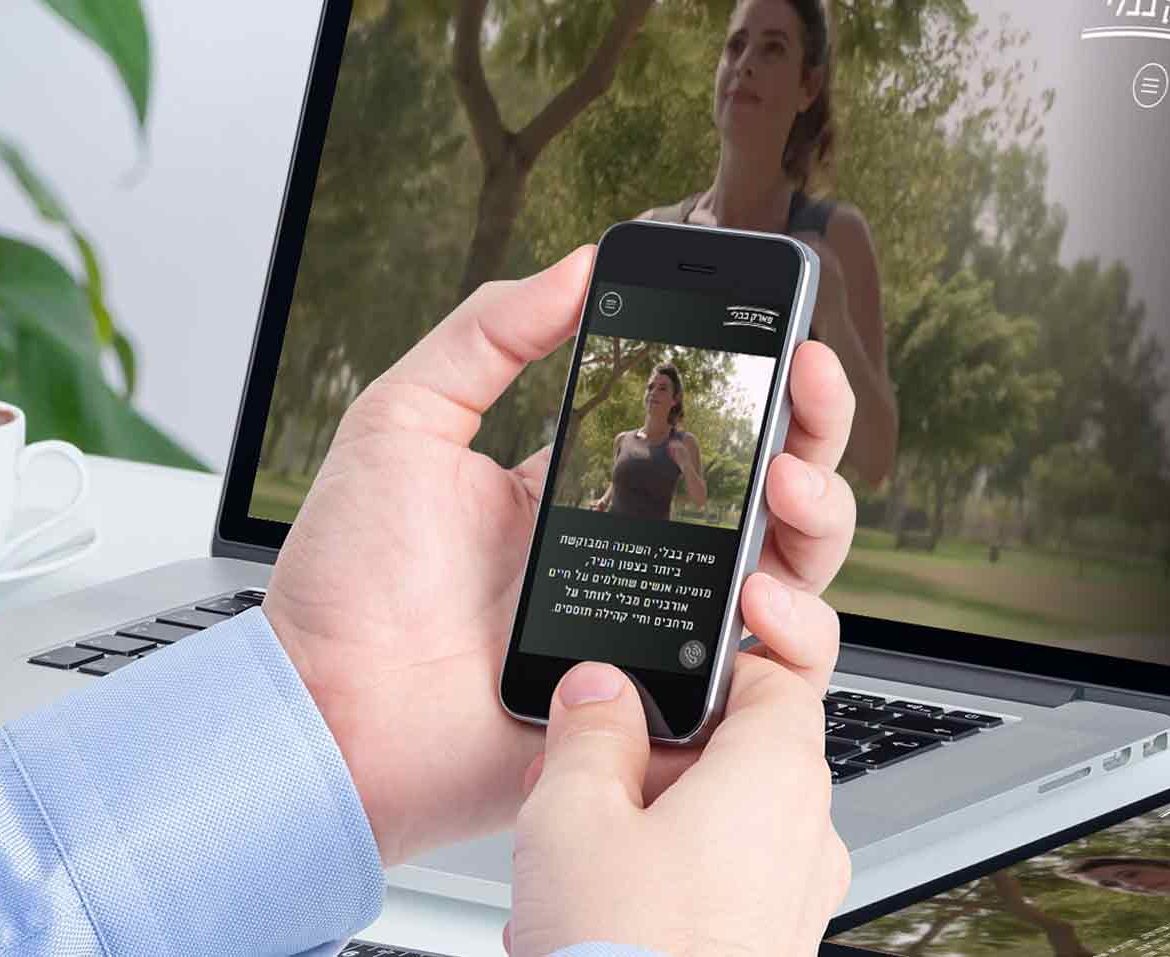 פארק בבלי
פארק בבלי, השכונה המבוקשת
ביותר בצפון העיר,
מזמינה אנשים שחולמים על חיים
אורבניים מבלי לוותר על
מרחבים וחיי קהילה תוססים.